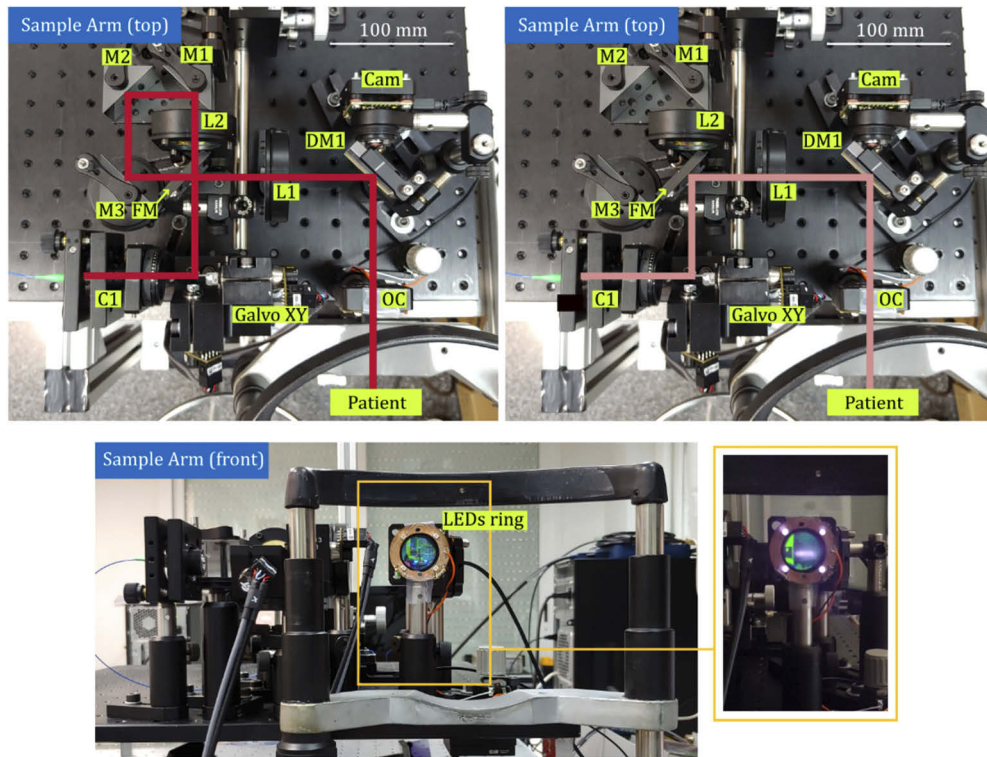 Sample Arm (top)
100 mm
M2
M1
Cam
L2
DM1
L1
M3
FM
C1
Galvo XY
OC
Patient
Sample Arm (top)
100 mm
M2
M1
Cam
L2
DM1
L1
M3
FM
C1
Galvo XY
OC
Patient
Sample Arm (front)
LEDs ring